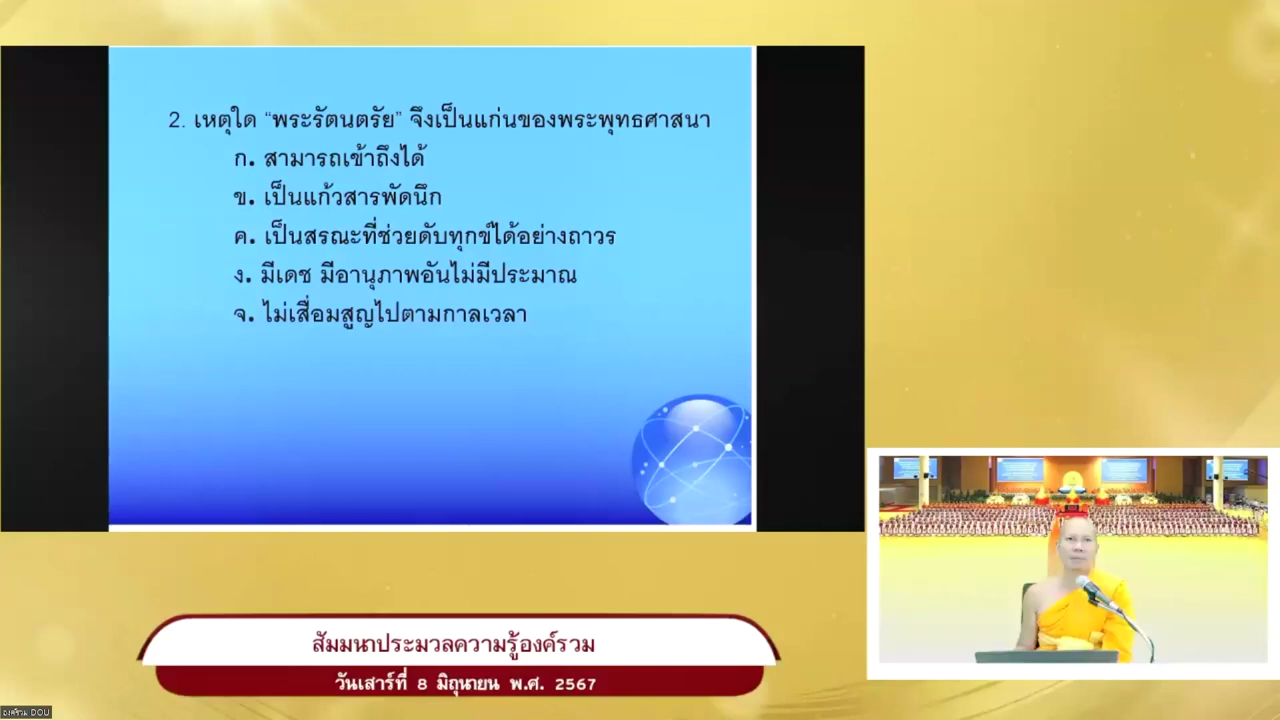 2. เหตุใด “พระรัตนตรัย” จึงเป็นแก่นของพระพุทธศาสนา
ก. สามารถเข้าถึงได้
ข. เป็นแก้วสารพัดนึก
ค. เป็นสรณะที่ช่วยดับทุกข์ได้อย่างถาวร
ง. มีเดช มีอานุภาพอันไม่มีประมาณ
จ. ไม่เสื่อมสูญไปตามกาลเวลา
สัมมนาประมวลความรู้องค์รวม
วันเสาร์ที่ 8 มิถุนายน พ.ศ. 2567
องค์รวม DOU